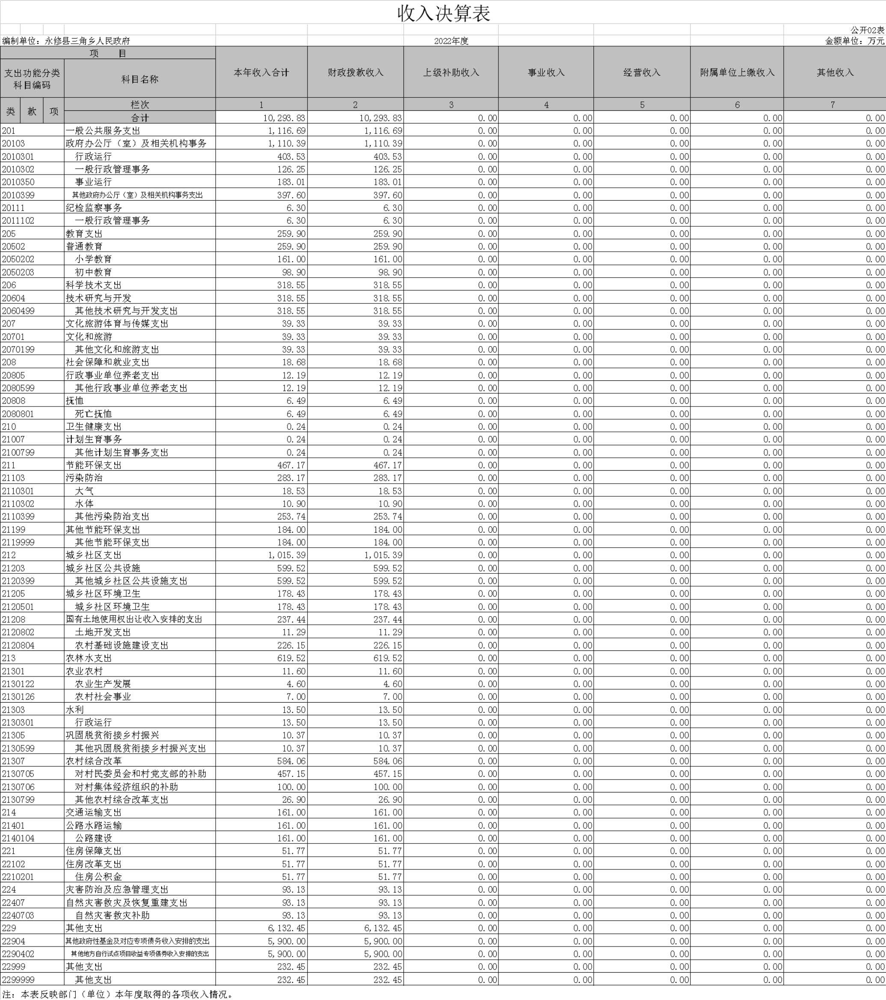 收入决算表
公开02表
编制单位：永修县三角乡人民政府 2022年度 金额单位：万元
项 目
支出功能分类科目编码 科目名称 本年收入合计 财政拨款收入 上级补助收入 事业收入 经营收入 附属单位上缴收入 其他收入
类 款 项 栏次 1 2 3 4 5 6 7
合计 10,293.83 10,293.83 0.00 0.00 0.00 0.00 0.00
201 一般公共服务支出 1,116.69 1,116.69 0.00 0.00 0.00 0.00 0.00
20103 政府办公厅（室）及相关机构事务 1,110.39 1,110.39 0.00 0.00 0.00 0.00 0.00
2010301 行政运行 403.53 403.53 0.00 0.00 0.00 0.00 0.00
2010302 一般行政管理事务 126.25 126.25 0.00 0.00 0.00 0.00 0.00
2010350 事业运行 183.01 183.01 0.00 0.00 0.00 0.00 0.00
2010399 其他政府办公厅（室）及相关机构事务支出 397.60 397.60 0.00 0.00 0.00 0.00 0.00
20111 纪检监察事务 6.30 6.30 0.00 0.00 0.00 0.00 0.00
2011102 一般行政管理事务 6.30 6.30 0.00 0.00 0.00 0.00 0.00
205 教育支出 259.90 259.90 0.00 0.00 0.00 0.00 0.00
20502 普通教育 259.90 259.90 0.00 0.00 0.00 0.00 0.00
2050202 小学教育 161.00 161.00 0.00 0.00 0.00 0.00 0.00
2050203 初中教育 98.90 98.90 0.00 0.00 0.00 0.00 0.00
206 科学技术支出 318.55 318.55 0.00 0.00 0.00 0.00 0.00
20604 技术研究与开发 318.55 318.55 0.00 0.00 0.00 0.00 0.00
2060499 其他技术研究与开发支出 318.55 318.55 0.00 0.00 0.00 0.00 0.00
207 文化旅游体育与传媒支出 39.33 39.33 0.00 0.00 0.00 0.00 0.00
20701 文化和旅游 39.33 39.33 0.00 0.00 0.00 0.00 0.00
2070199 其他文化和旅游支出 39.33 39.33 0.00 0.00 0.00 0.00 0.00
208 社会保障和就业支出 18.68 18.68 0.00 0.00 0.00 0.00 0.00
20805 行政事业单位养老支出 12.19 12.19 0.00 0.00 0.00 0.00 0.00
2080599 其他行政事业单位养老支出 12.19 12.19 0.00 0.00 0.00 0.00 0.00
20808 抚恤 6.49 6.49 0.00 0.00 0.00 0.00 0.00
2080801 死亡抚恤 6.49 6.49 0.00 0.00 0.00 0.00 0.00
210 卫生健康支出 0.24 0.24 0.00 0.00 0.00 0.00 0.00
21007 计划生育事务 0.24 0.24 0.00 0.00 0.00 0.00 0.00
2100799 其他计划生育事务支出 0.24 0.24 0.00 0.00 0.00 0.00 0.00
211 节能环保支出 467.17 467.17 0.00 0.00 0.00 0.00 0.00
21103 污染防治 283.17 283.17 0.00 0.00 0.00 0.00 0.00
2110301 大气 18.53 18.53 0.00 0.00 0.00 0.00 0.00
2110302 水体 10.90 10.90 0.00 0.00 0.00 0.00 0.00
2110399 其他污染防治支出 253.74 253.74 0.00 0.00 0.00 0.00 0.00
21199 其他节能环保支出 184.00 184.00 0.00 0.00 0.00 0.00 0.00
2119999 其他节能环保支出 184.00 184.00 0.00 0.00 0.00 0.00 0.00
212 城乡社区支出 1,015.39 1,015.39 0.00 0.00 0.00 0.00 0.00
21203 城乡社区公共设施 599.52 599.52 0.00 0.00 0.00 0.00 0.00
2120399 其他城乡社区公共设施支出 599.52 599.52 0.00 0.00 0.00 0.00 0.00
21205 城乡社区环境卫生 178.43 178.43 0.00 0.00 0.00 0.00 0.00
2120501 城乡社区环境卫生 178.43 178.43 0.00 0.00 0.00 0.00 0.00
21208 国有土地使用权出让收入安排的支出 237.44 237.44 0.00 0.00 0.00 0.00 0.00
2120802 土地开发支出 11.29 11.29 0.00 0.00 0.00 0.00 0.00
2120804 农村基础设施建设支出 226.15 226.15 0.00 0.00 0.00 0.00 0.00
213 农林水支出 619.52 619.52 0.00 0.00 0.00 0.00 0.00
21301 农业农村 11.60 11.60 0.00 0.00 0.00 0.00 0.00
2130122 农业生产发展 4.60 4.60 0.00 0.00 0.00 0.00 0.00
2130126 农村社会事业 7.00 7.00 0.00 0.00 0.00 0.00 0.00
21303 水利 13.50 13.50 0.00 0.00 0.00 0.00 0.00
2130301 行政运行 13.50 13.50 0.00 0.00 0.00 0.00 0.00
21305 巩固脱贫衔接乡村振兴 10.37 10.37 0.00 0.00 0.00 0.00 0.00
2130599 其他巩固脱贫衔接乡村振兴支出 10.37 10.37 0.00 0.00 0.00 0.00 0.00
21307 农村综合改革 584.06 584.06 0.00 0.00 0.00 0.00 0.00
2130705 对村民委员会和村党支部的补助 457.15 457.15 0.00 0.00 0.00 0.00 0.00
2130706 对村集体经济组织的补助 100.00 100.00 0.00 0.00 0.00 0.00 0.00
2130799 其他农村综合改革支出 26.90 26.90 0.00 0.00 0.00 0.00 0.00
214 交通运输支出 161.00 161.00 0.00 0.00 0.00 0.00 0.00
21401 公路水路运输 161.00 161.00 0.00 0.00 0.00 0.00 0.00
2140104 公路建设 161.00 161.00 0.00 0.00 0.00 0.00 0.00
221 住房保障支出 51.77 51.77 0.00 0.00 0.00 0.00 0.00
22102 住房改革支出 51.77 51.77 0.00 0.00 0.00 0.00 0.00
2210201 住房公积金 51.77 51.77 0.00 0.00 0.00 0.00 0.00
224 灾害防治及应急管理支出 93.13 93.13 0.00 0.00 0.00 0.00 0.00
22407 自然灾害救灾及恢复重建支出 93.13 93.13 0.00 0.00 0.00 0.00 0.00
2240703 自然灾害救灾补助 93.13 93.13 0.00 0.00 0.00 0.00 0.00
229 其他支出 6,132.45 6,132.45 0.00 0.00 0.00 0.00 0.00
22904 其他政府性基金及对应专项债务收入安排的支出 5,900.00 5,900.00 0.00 0.00 0.00 0.00 0.00
2290402 其他地方自行试点项目收益专项债券收入安排的支出 5,900.00 5,900.00 0.00 0.00 0.00 0.00 0.00
22999 其他支出 232.45 232.45 0.00 0.00 0.00 0.00 0.00
2299999 其他支出 232.45 232.45 0.00 0.00 0.00 0.00 0.00
注：本表反映部门（单位）本年度取得的各项收入情况。